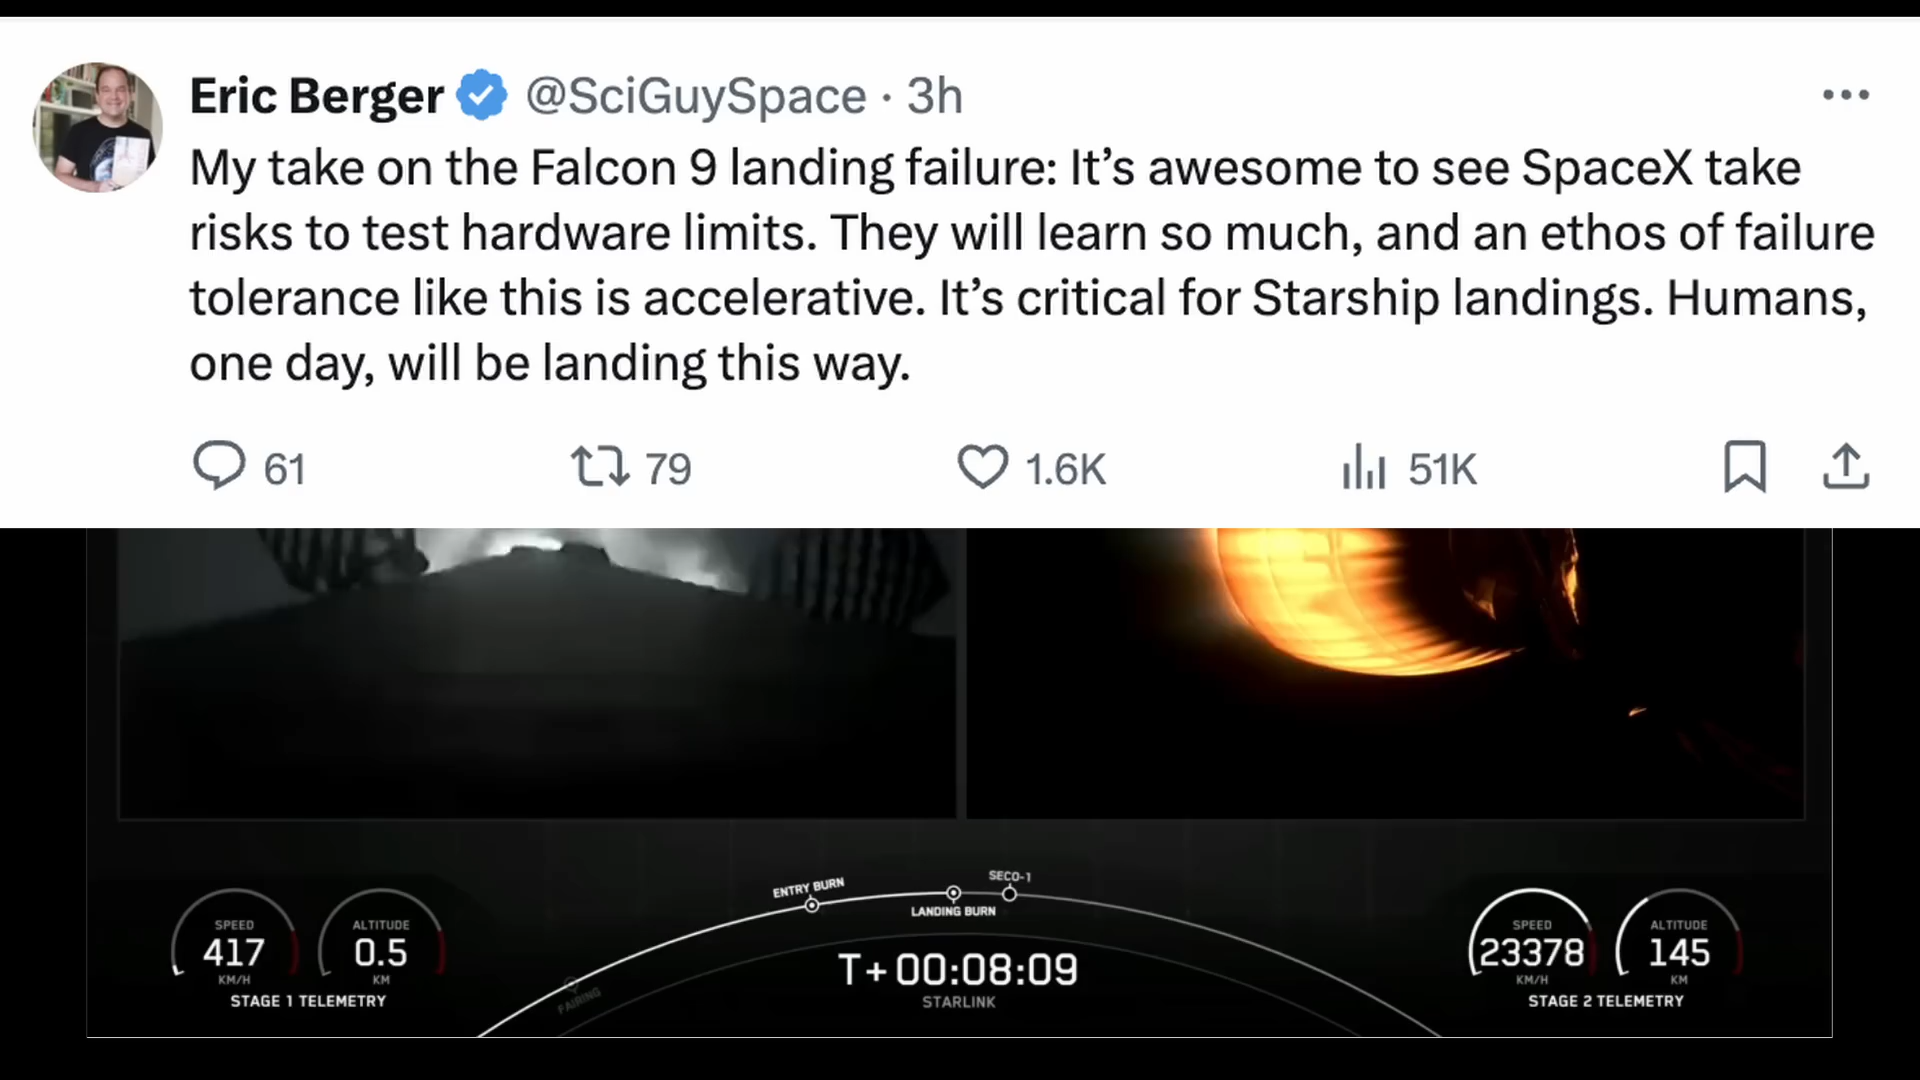 Eric Berger @SciGuySpace · 3h
My take on the Falcon 9 landing failure: It’s awesome to see SpaceX take
risks to test hardware limits. They will learn so much, and an ethos of failure
tolerance like this is accelerative. It’s critical for Starship landings. Humans,
one day, will be landing this way.
61 79 1.6K 51K
ENTRY BURN
SECO-1
LANDING BURN
FAIRING
SPEED
417
KM/H
ALTITUDE
0.5
KM
STAGE 1 TELEMETRY
T+00:08:09
STARLINK
SPEED
23378
KM/H
ALTITUDE
145
KM
STAGE 2 TELEMETRY